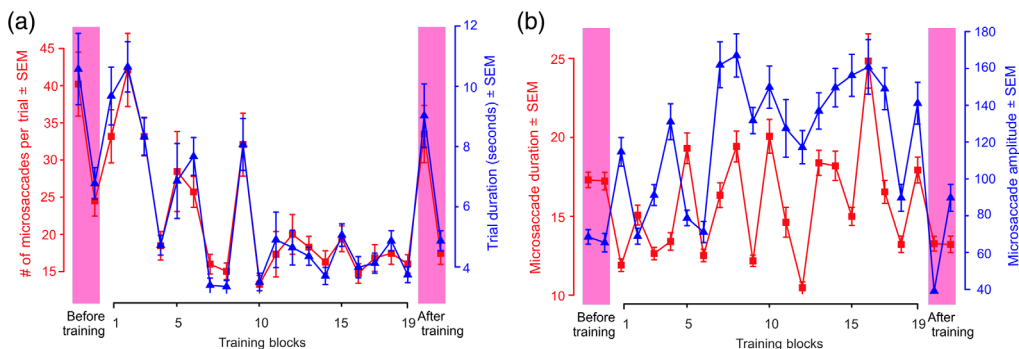 (a)
# of microsaccades per trial ± SEM
45
40
35
30
25
20
15
12
10
8
6
4
Trial duration (seconds) ± SEM
Before
training
1
5
10
15
19
After
training
Training blocks
(b)
Microsaccade duration ± SEM
25
20
15
10
180
160
140
120
100
80
60
40
Microsaccade amplitude ± SEM
Before
training
1
5
10
15
19
After
training
Training blocks